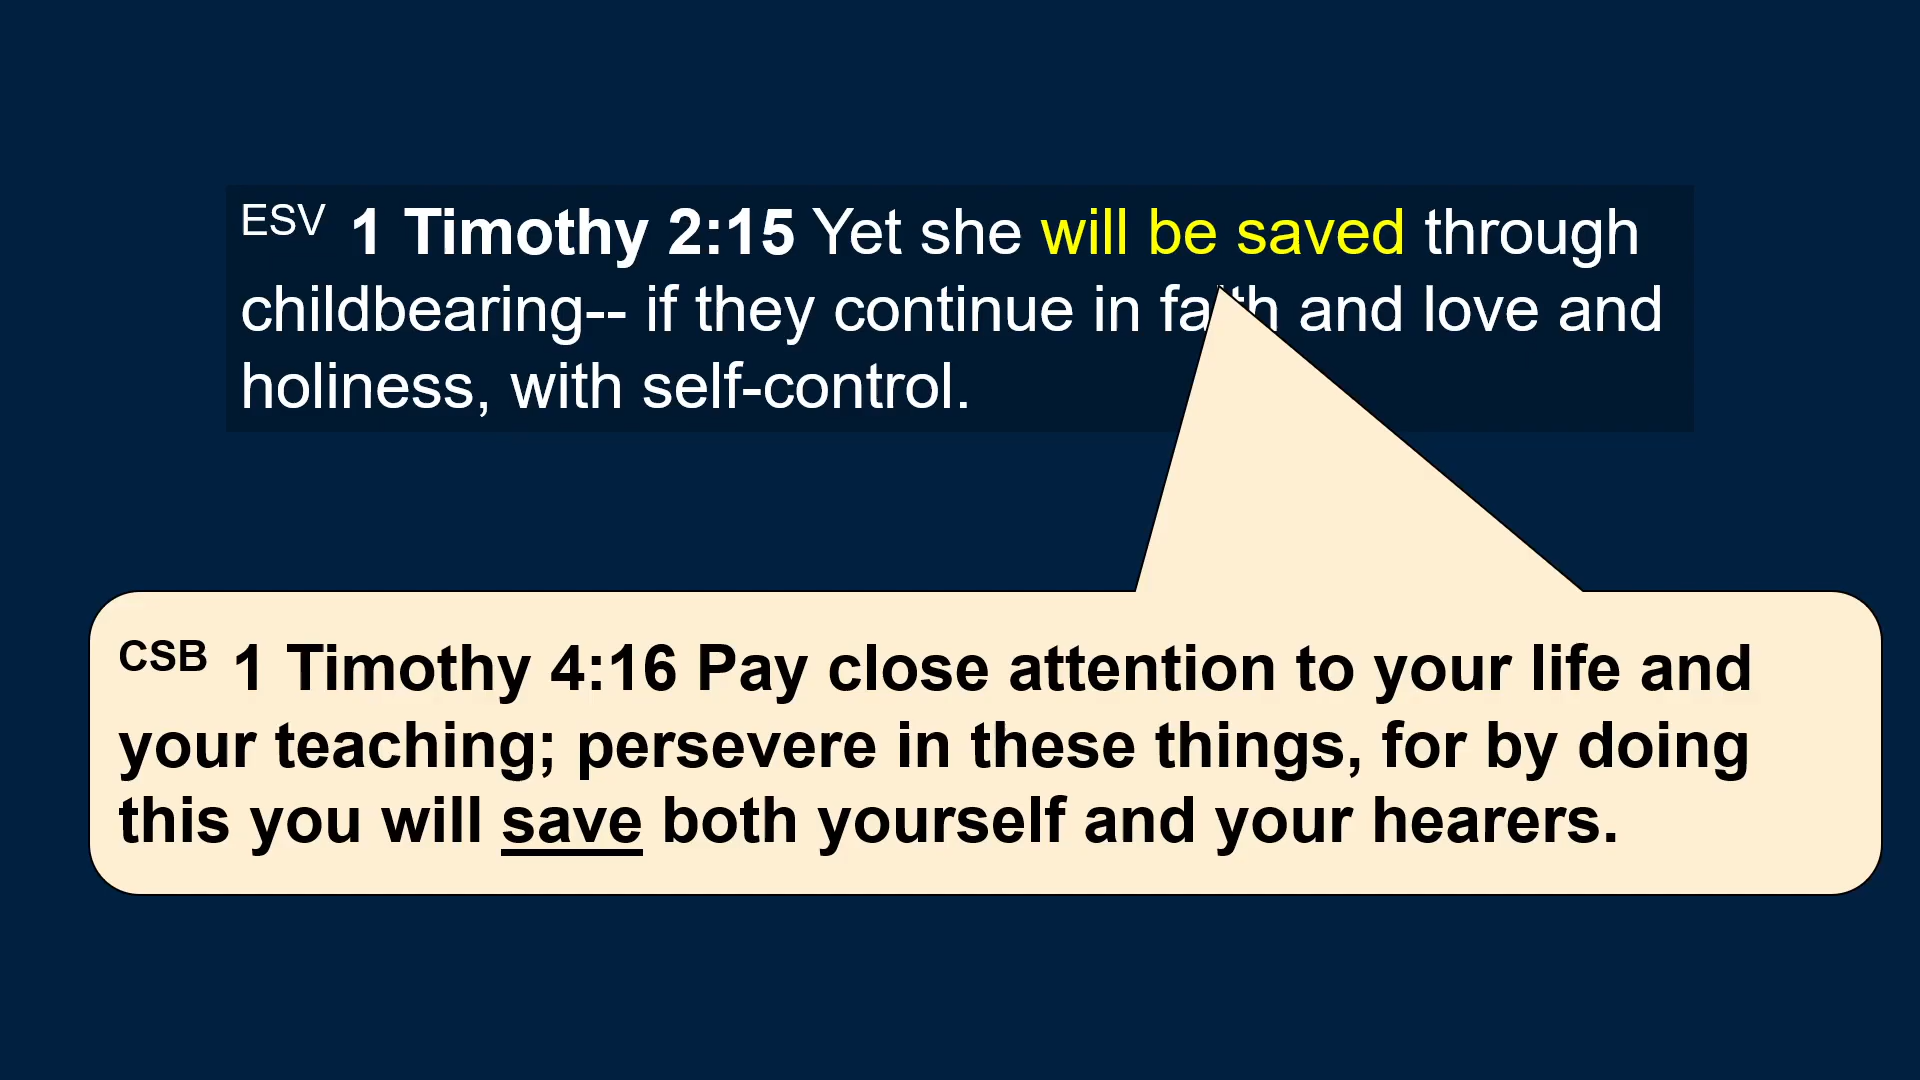 ESV 1 Timothy 2:15 Yet she will be saved through
childbearing-- if they continue in faith and love and
holiness, with self-control.
CSB 1 Timothy 4:16 Pay close attention to your life and
your teaching; persevere in these things, for by doing
this you will save both yourself and your hearers.